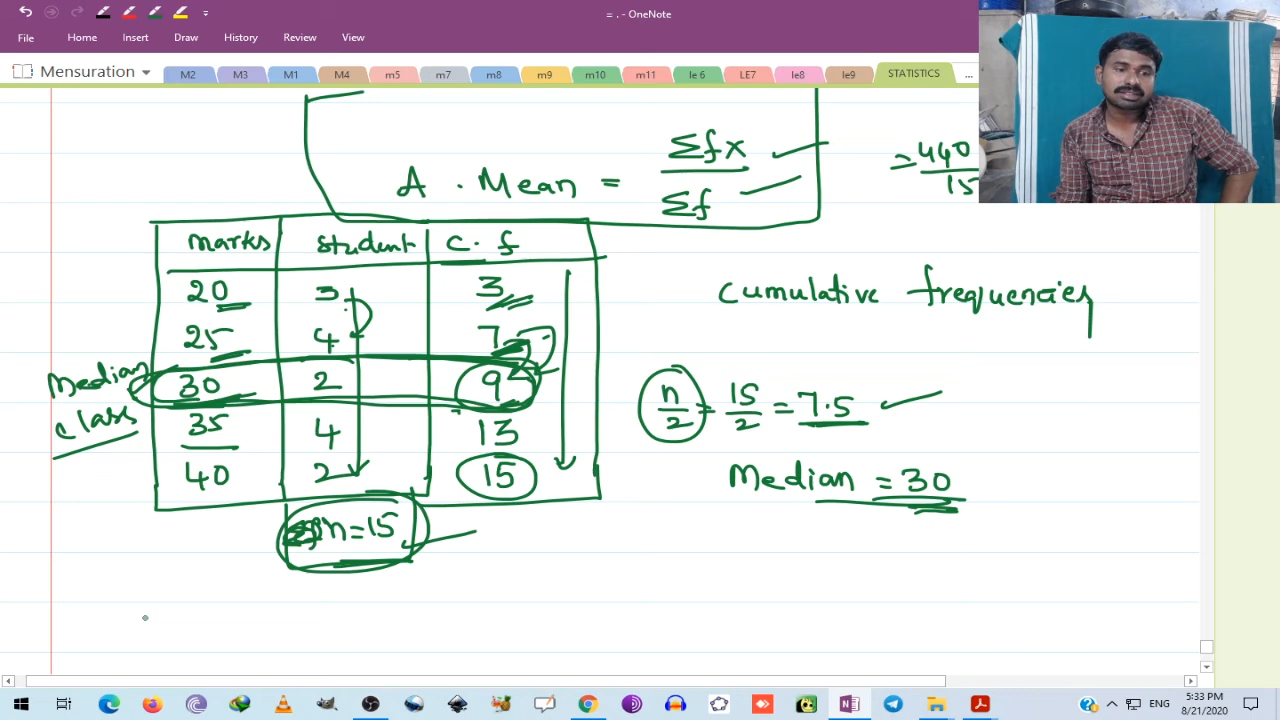 = , - OneNote
File Home Insert Draw History Review View
Mensuration M2 M3 M1 M4 m5 m7 m8 m9 m10 m11 le 6 LE7 le8 le9 STATISTICS ...
A . Mean = Σfx / Σf
= 440 / 15
marks student c. f
20 3 3
25 4 7
30 2 9
35 4 13
40 2 15
Median class
n=15
cumulative frequencies
n/2 = 15/2 = 7.5
Median = 30
ENG
5:33 PM
8/21/2020